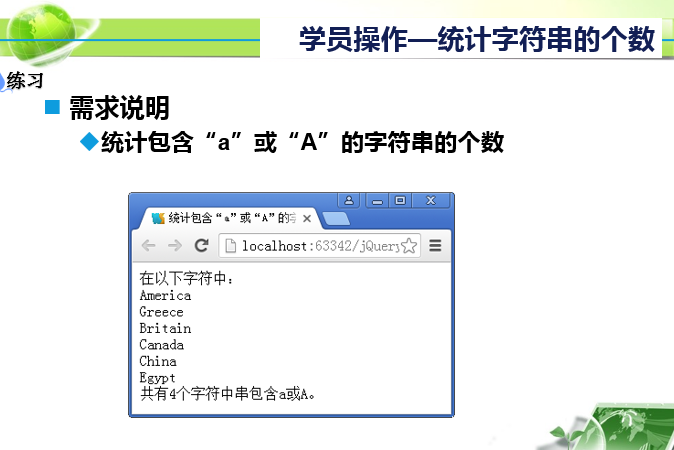 学员操作—统计字符串的个数
练习
需求说明
统计包含“a”或“A”的字符串的个数
统计包含“a”或“A”的字
localhost:63342/jQuery
在以下字符中：
America
Greece
Britain
Canada
China
Egypt
共有4个字符中串包含a或A。